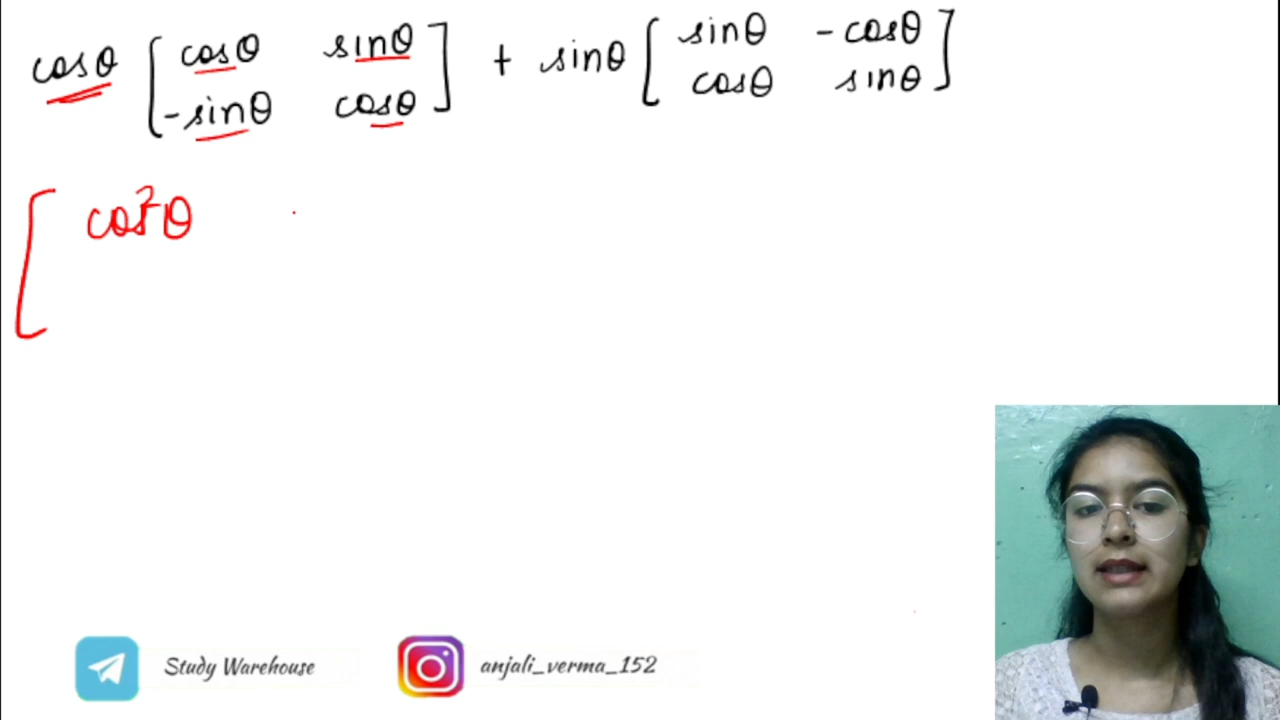 cosθ [ cosθ sinθ ] + sinθ [ sinθ -cosθ ]
[ -sinθ cosθ ] [ cosθ sinθ ]
[ cos²θ
Study Warehouse
anjali_verma_152